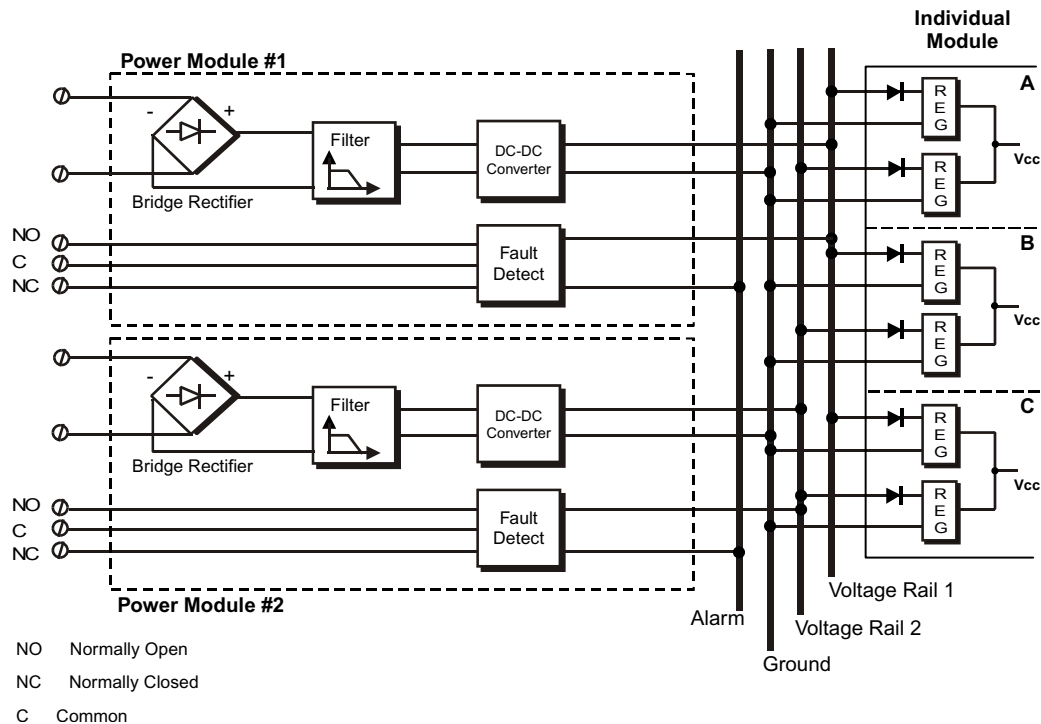 Individual
Module
Power Module #1
A
-
+
Filter
DC-DC
Converter
Bridge Rectifier
R
E
G
Vcc
R
E
G
NO
C
NC
Fault
Detect
B
R
E
G
Vcc
R
E
G
-
+
Filter
DC-DC
Converter
Bridge Rectifier
C
R
E
G
Vcc
R
E
G
NO
C
NC
Fault
Detect
Power Module #2
Voltage Rail 1
Alarm
Voltage Rail 2
Ground
NO Normally Open
NC Normally Closed
C Common